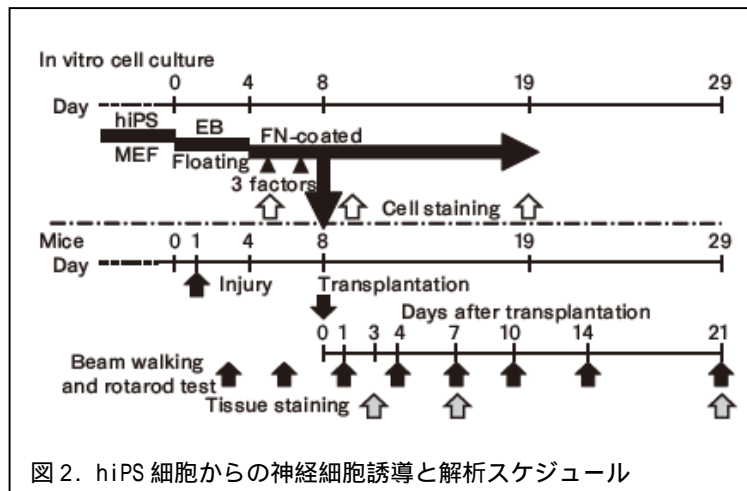 In vitro cell culture
0 4 8 19 29
Day
hiPS EB FN-coated
MEF Floating
3 factors
Cell staining
Mice 0 1 4 8 19 29
Day
Injury Transplantation
Days after transplantation
0 1 3 4 7 10 14 21
Beam walking
and rotarod test
Tissue staining
図2. hiPS細胞からの神経細胞誘導と解析スケジュール